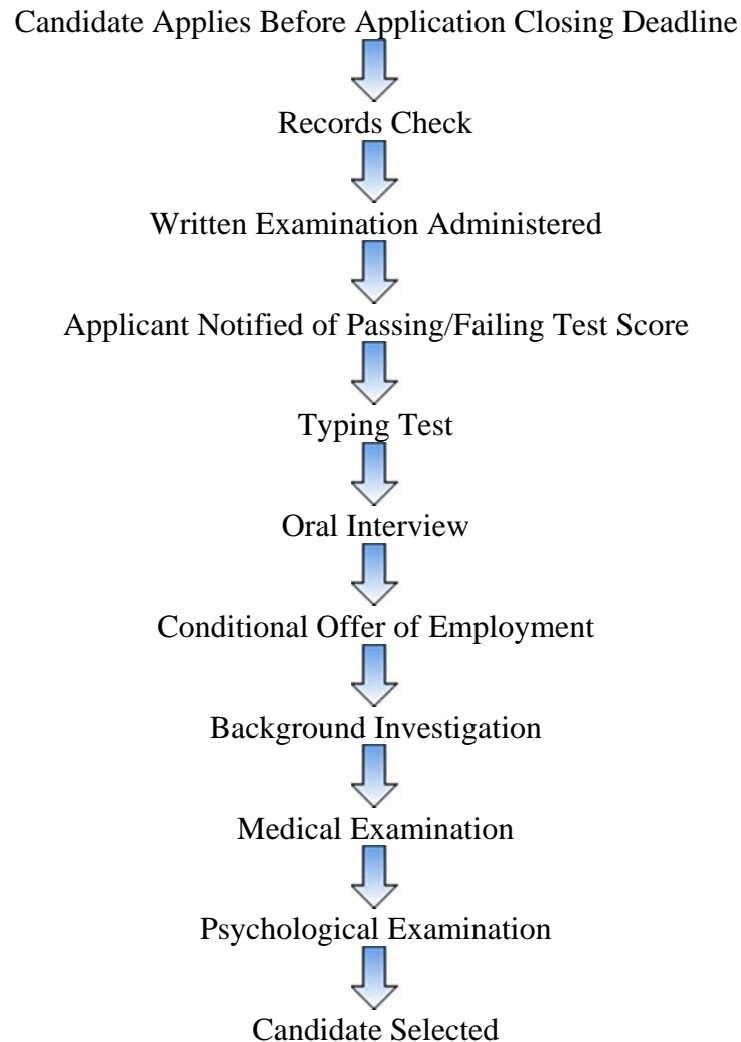 Candidate Applies Before Application Closing Deadline
Records Check
Written Examination Administered
Applicant Notified of Passing/Failing Test Score
Typing Test
Oral Interview
Conditional Offer of Employment
Background Investigation
Medical Examination
Psychological Examination
Candidate Selected